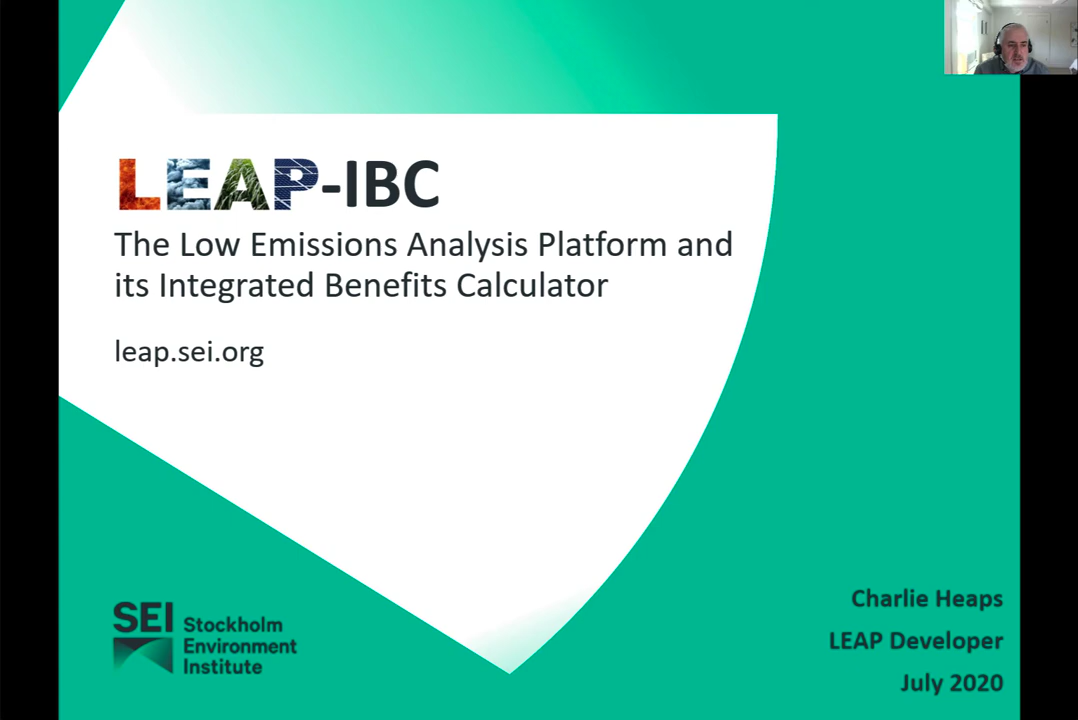 LEAP-IBC
The Low Emissions Analysis Platform and
its Integrated Benefits Calculator
leap.sei.org
SEI Stockholm
Environment
Institute
Charlie Heaps
LEAP Developer
July 2020